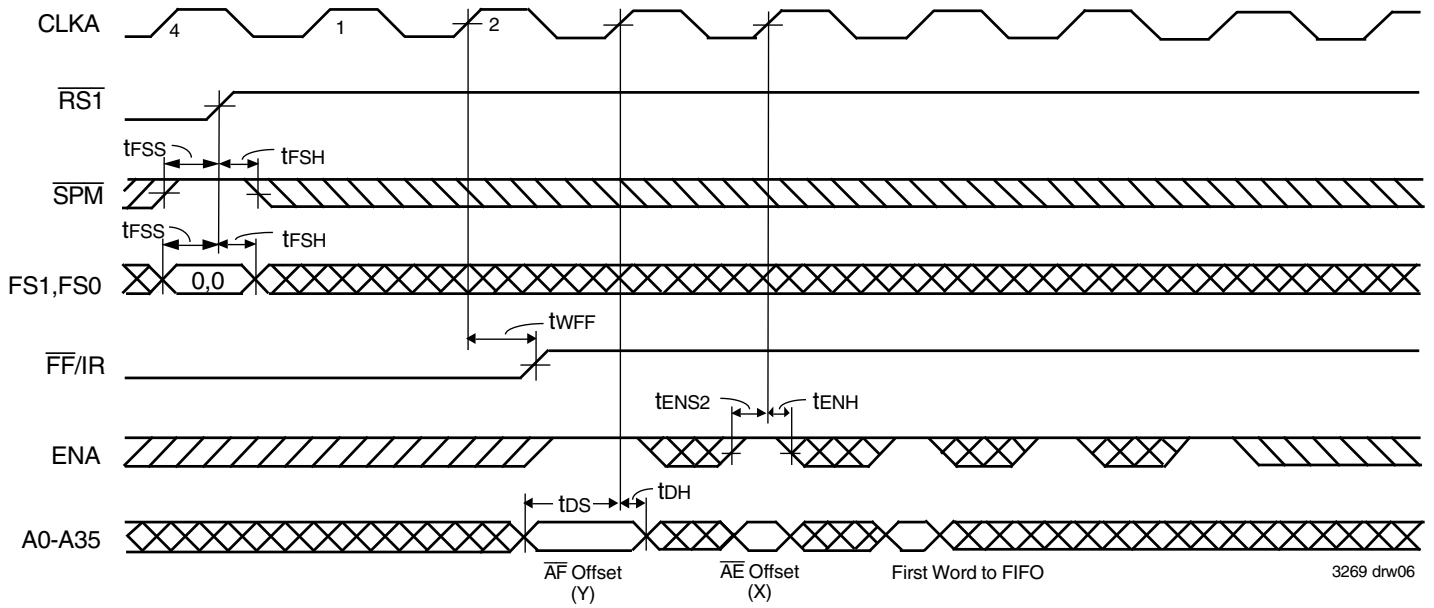 CLKA
4
1
2
RS1
tFSS
tFSH
SPM
tFSS
tFSH
FS1,FS0
0,0
tWFF
FF/IR
tENS2
tENH
ENA
tDS
tDH
A0-A35
AF Offset
(Y)
AE Offset
(X)
First Word to FIFO
3269 drw06